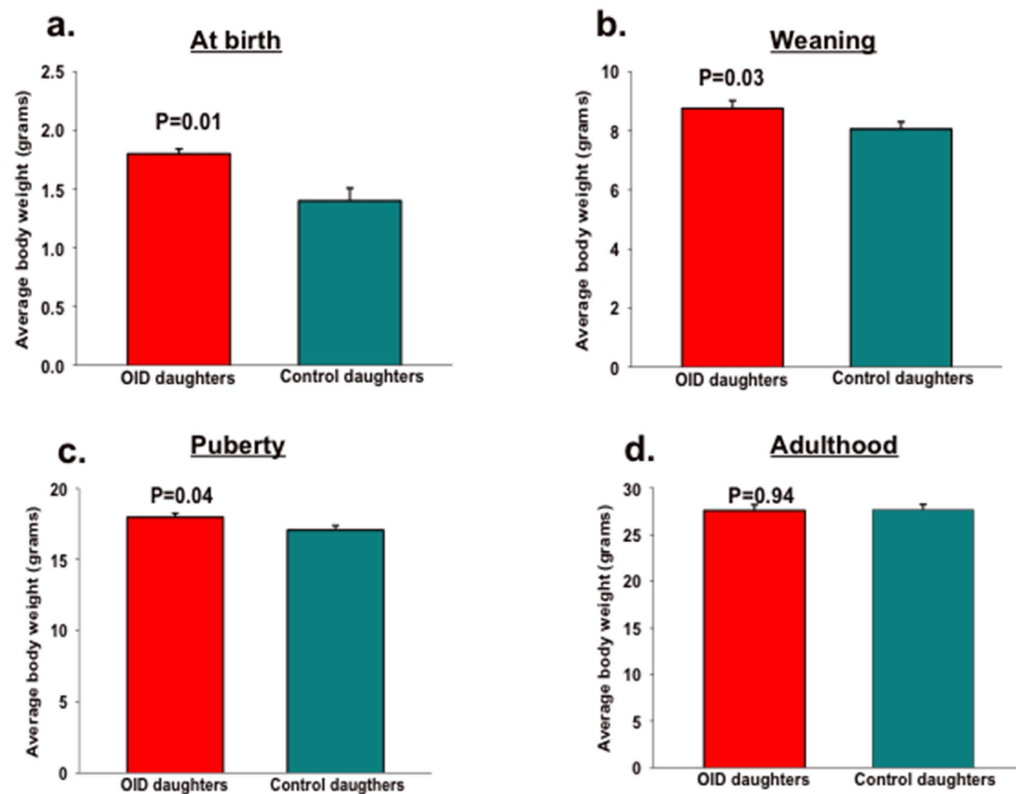 a.
At birth
Average body weight (grams)
2.5
2.0
1.5
1.0
0.5
0.0
P=0.01
OID daughters
Control daughters
b.
Weaning
Average body weight (grams)
10
8
6
4
2
0
P=0.03
OID daughters
Control daughters
c.
Puberty
Average body weight (grams)
20
15
10
5
0
P=0.04
OID daughters
Control daugthers
d.
Adulthood
Average body weight (grams)
30
25
20
15
10
5
0
P=0.94
OID daughters
Control daughters